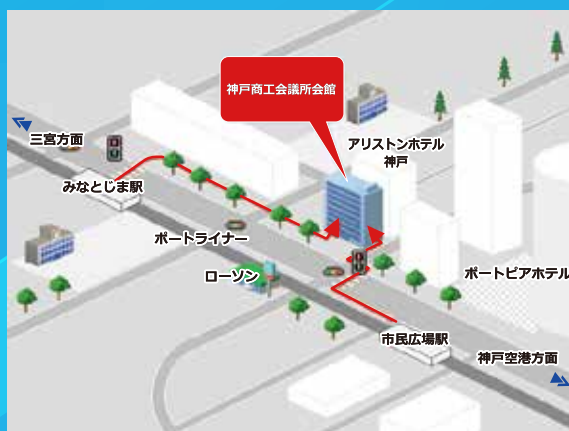 神戸商工会議所会館
三宮方面
アリストンホテル
神戸
みなとじま駅
ポートライナー
ローソン
ポートピアホテル
市民広場駅
神戸空港方面